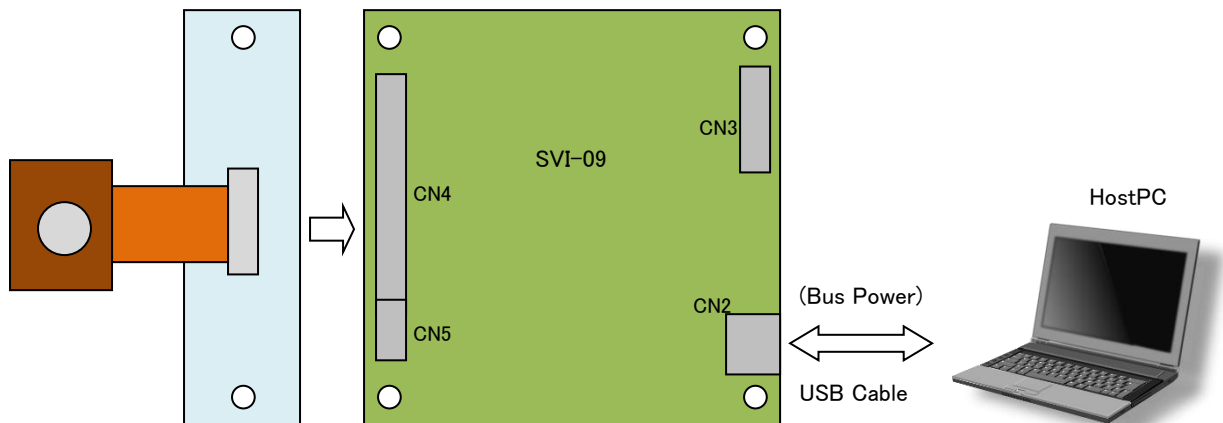 CN3
SVI-09
CN4
HostPC
(Bus Power)
CN2
CN5
USB Cable